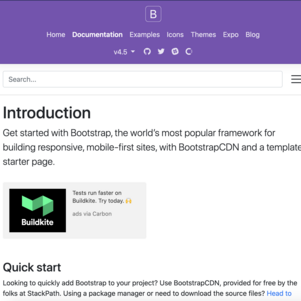 B
Home Documentation Examples Icons Themes Expo Blog
v4.5
Search...
Introduction
Get started with Bootstrap, the world's most popular framework for
building responsive, mobile-first sites, with BootstrapCDN and a template
starter page.
Tests run faster on
Buildkite. Try today. 🙌
ads via Carbon
Buildkite
Quick start
Looking to quickly add Bootstrap to your project? Use BootstrapCDN, provided for free by the
folks at StackPath. Using a package manager or need to download the source files? Head to